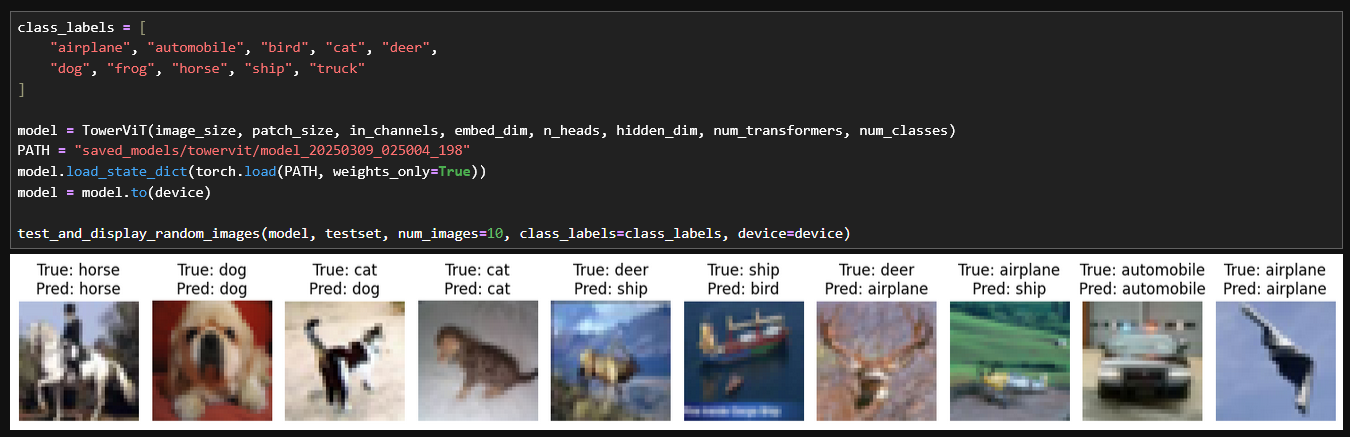 class_labels = [
    "airplane", "automobile", "bird", "cat", "deer",
    "dog", "frog", "horse", "ship", "truck"
]
model = TowerViT(image_size, patch_size, in_channels, embed_dim, n_heads, hidden_dim, num_transformers, num_classes)
PATH = "saved_models/towervit/model_20250309_025004_198"
model.load_state_dict(torch.load(PATH, weights_only=True))
model = model.to(device)
test_and_display_random_images(model, testset, num_images=10, class_labels=class_labels, device=device)
True: horse
Pred: horse
True: dog
Pred: dog
True: cat
Pred: dog
True: cat
Pred: cat
True: deer
Pred: ship
True: ship
Pred: bird
True: deer
Pred: airplane
True: airplane
Pred: ship
True: automobile
Pred: automobile
True: airplane
Pred: airplane